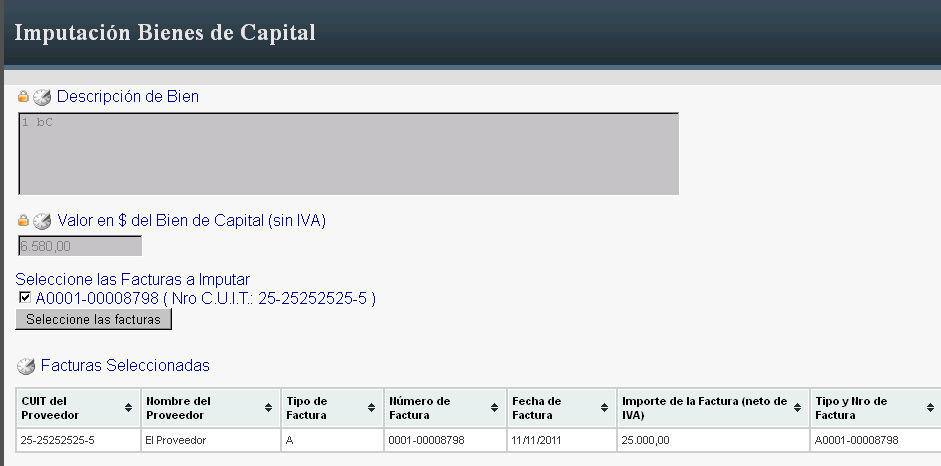 Imputación Bienes de Capital
Descripción de Bien
1 bC
Valor en $ del Bien de Capital (sin IVA)
6.580,00
Seleccione las Facturas a Imputar
A0001-00008798 ( Nro C.U.I.T.: 25-25252525-5 )
Seleccione las facturas
Facturas Seleccionadas
CUIT del Proveedor Nombre del Proveedor Tipo de Factura Número de Factura Fecha de Factura Importe de la Factura (neto de IVA) Tipo y Nro de Factura
25-25252525-5 El Proveedor A 0001-00008798 11/11/2011 25.000,00 A0001-00008798